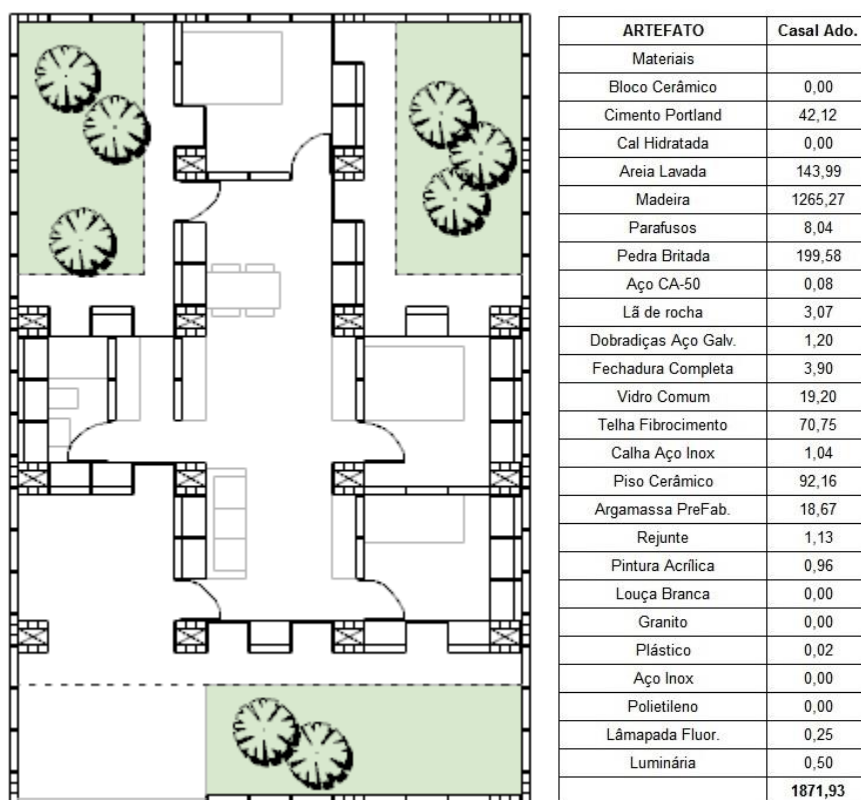 ARTEFATO Casal Ado.
Materiais
Bloco Cerâmico 0,00
Cimento Portland 42,12
Cal Hidratada 0,00
Areia Lavada 143,99
Madeira 1265,27
Parafusos 8,04
Pedra Britada 199,58
Aço CA-50 0,08
Lã de rocha 3,07
Dobradiças Aço Galv. 1,20
Fechadura Completa 3,90
Vidro Comum 19,20
Telha Fibrocimento 70,75
Calha Aço Inox 1,04
Piso Cerâmico 92,16
Argamassa PreFab. 18,67
Rejunte 1,13
Pintura Acrílica 0,96
Louça Branca 0,00
Granito 0,00
Plástico 0,02
Aço Inox 0,00
Polietileno 0,00
Lâmapada Fluor. 0,25
Luminária 0,50
1871,93